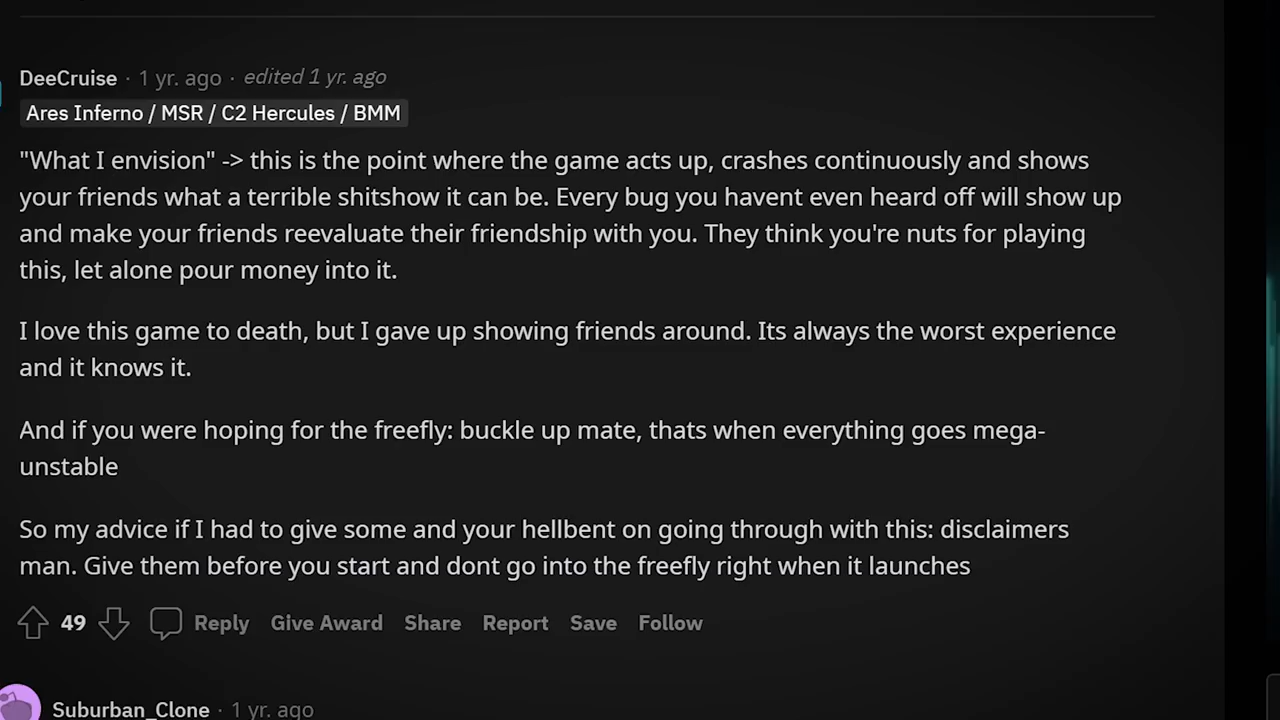 DeeCruise · 1 yr. ago · edited 1 yr. ago
Ares Inferno / MSR / C2 Hercules / BMM
"What I envision" -> this is the point where the game acts up, crashes continuously and shows
your friends what a terrible shitshow it can be. Every bug you havent even heard off will show up
and make your friends reevaluate their friendship with you. They think you're nuts for playing
this, let alone pour money into it.
I love this game to death, but I gave up showing friends around. Its always the worst experience
and it knows it.
And if you were hoping for the freefly: buckle up mate, thats when everything goes mega-
unstable
So my advice if I had to give some and your hellbent on going through with this: disclaimers
man. Give them before you start and dont go into the freefly right when it launches
49 Reply Give Award Share Report Save Follow
Suburban_Clone · 1 yr. ago